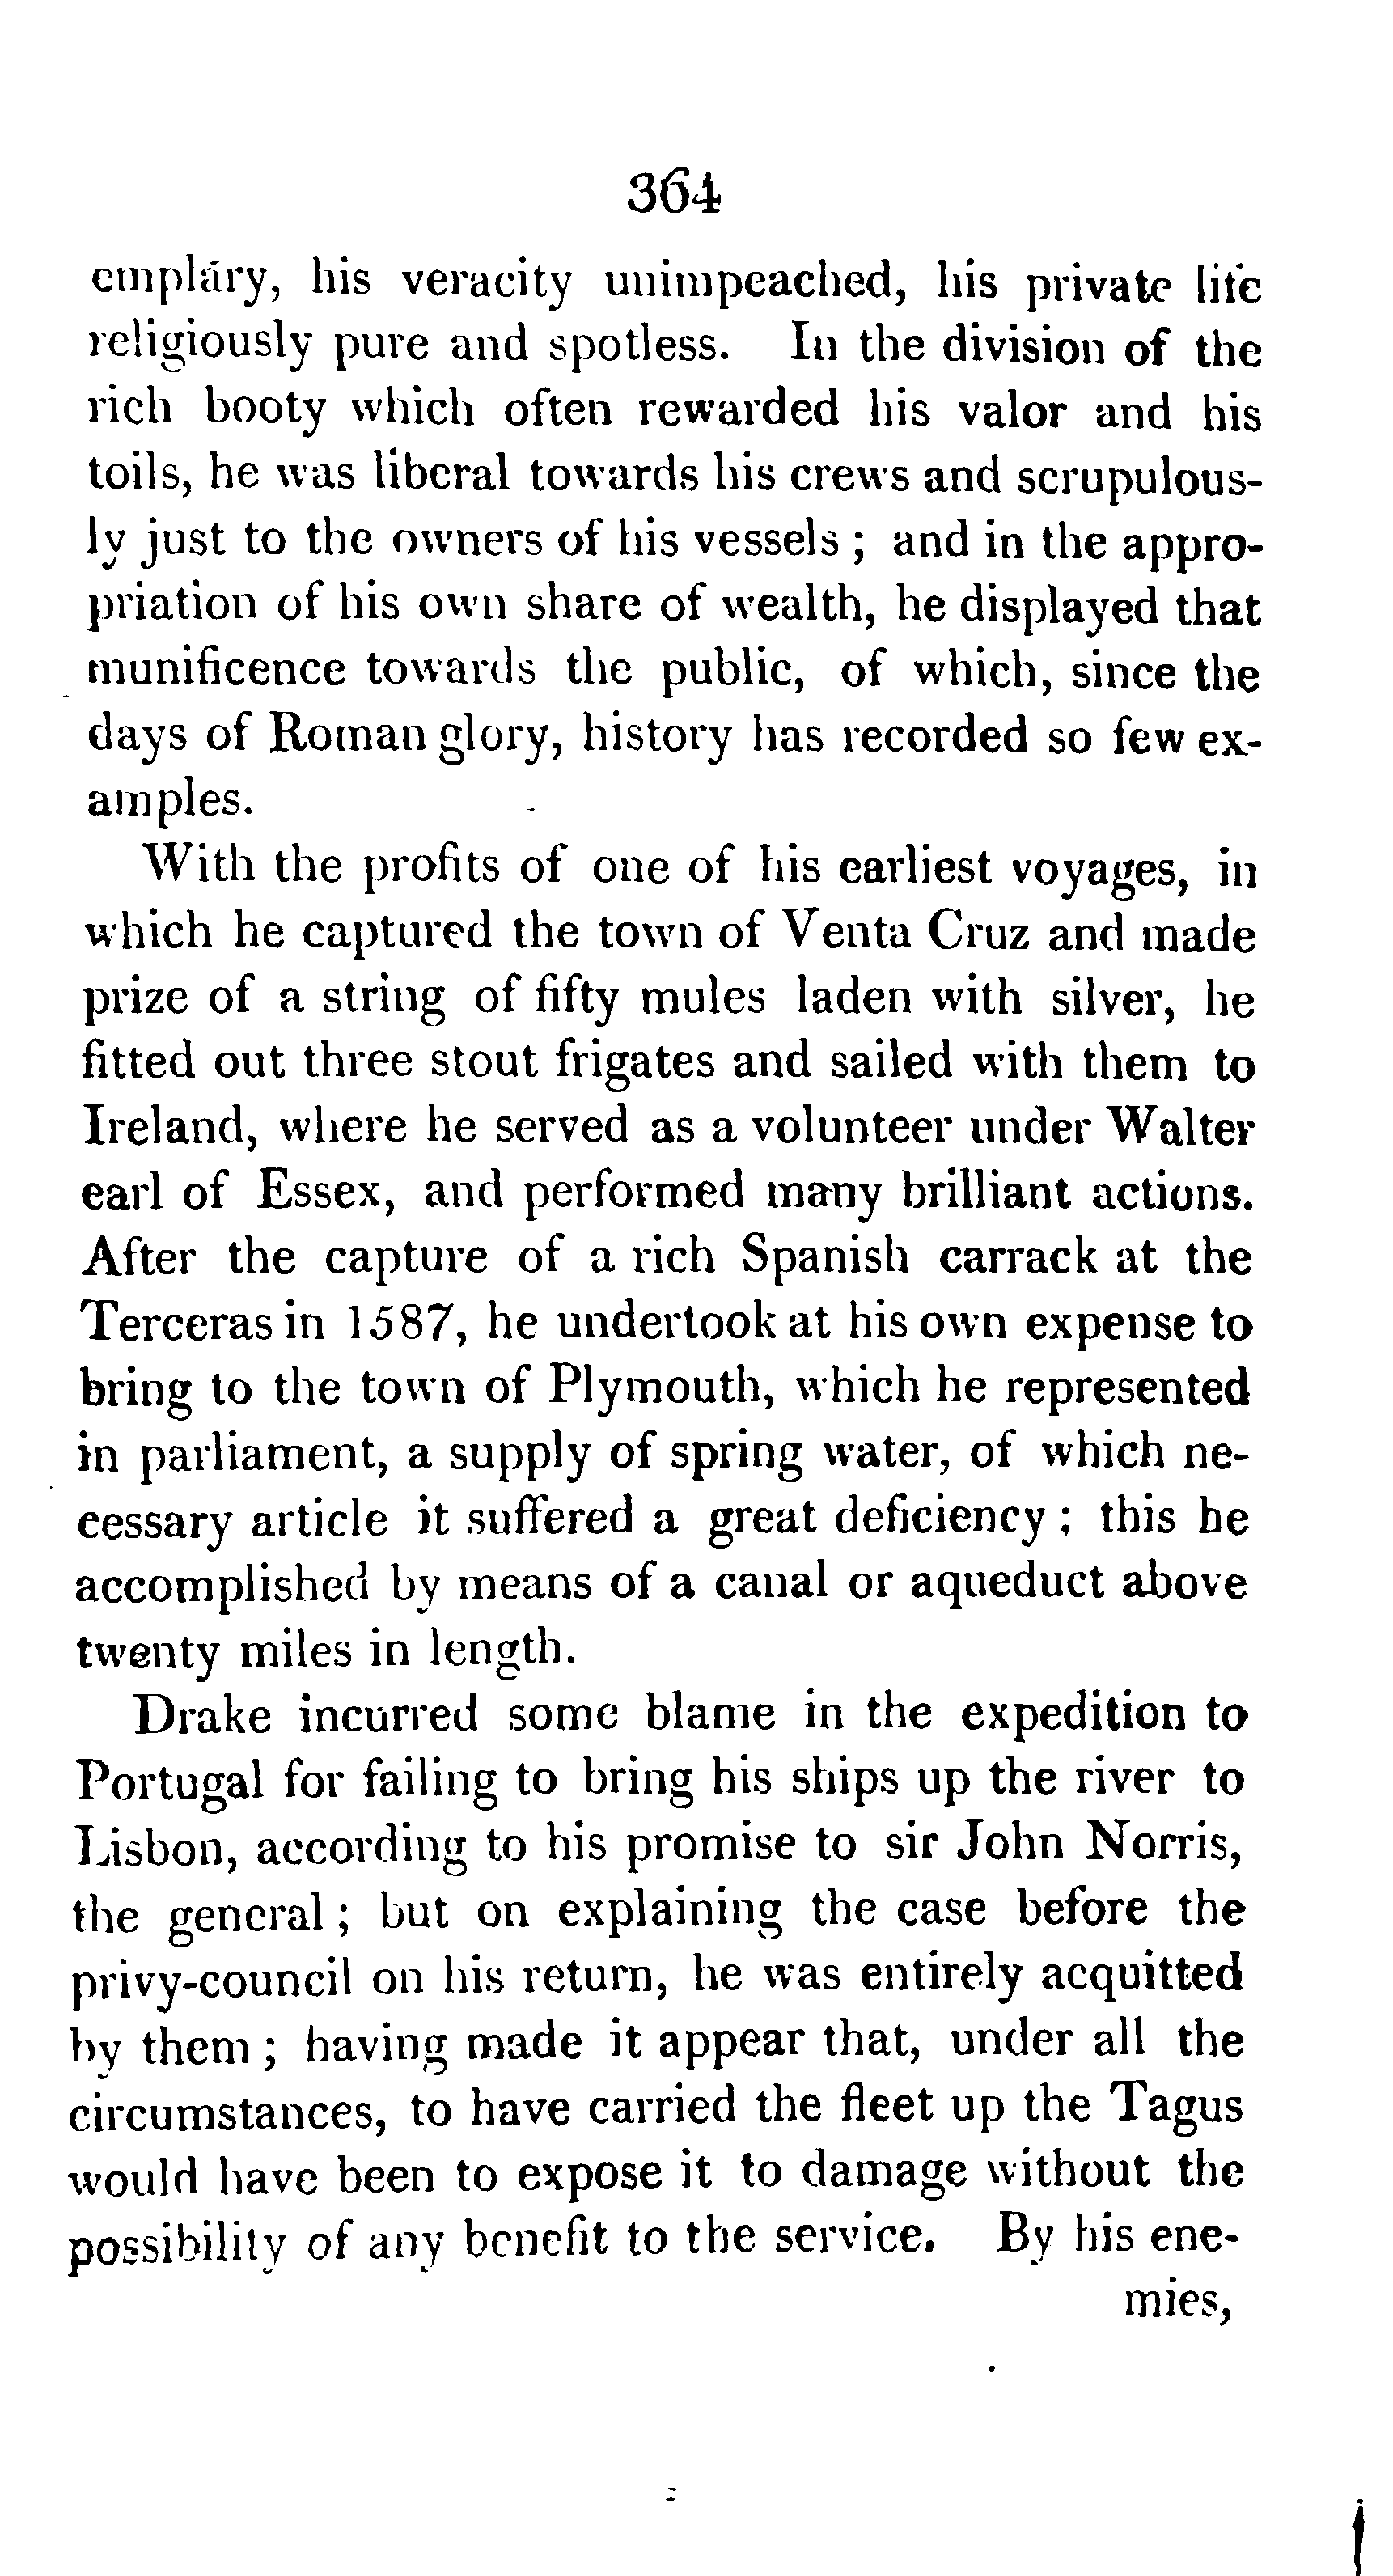 364
emplary, his veracity unimpeached, his private life
religiously pure and spotless. In the division of the
rich booty which often rewarded his valor and his
toils, he was liberal towards his crews and scrupulous-
ly just to the owners of his vessels ; and in the appro-
priation of his own share of wealth, he displayed that
munificence towards the public, of which, since the
days of Roman glory, history has recorded so few ex-
amples.
With the profits of one of his earliest voyages, in
which he captured the town of Venta Cruz and made
prize of a string of fifty mules laden with silver, he
fitted out three stout frigates and sailed with them to
Ireland, where he served as a volunteer under Walter
earl of Essex, and performed many brilliant actions.
After the capture of a rich Spanish carrack at the
Terceras in 1587, he undertook at his own expense to
bring to the town of Plymouth, which he represented
in parliament, a supply of spring water, of which ne-
cessary article it suffered a great deficiency ; this he
accomplished by means of a canal or aqueduct above
twenty miles in length.
Drake incurred some blame in the expedition to
Portugal for failing to bring his ships up the river to
Lisbon, according to his promise to sir John Norris,
the general ; but on explaining the case before the
privy-council on his return, he was entirely acquitted
by them ; having made it appear that, under all the
circumstances, to have carried the fleet up the Tagus
would have been to expose it to damage without the
possibility of any benefit to the service. By his ene-
mies,